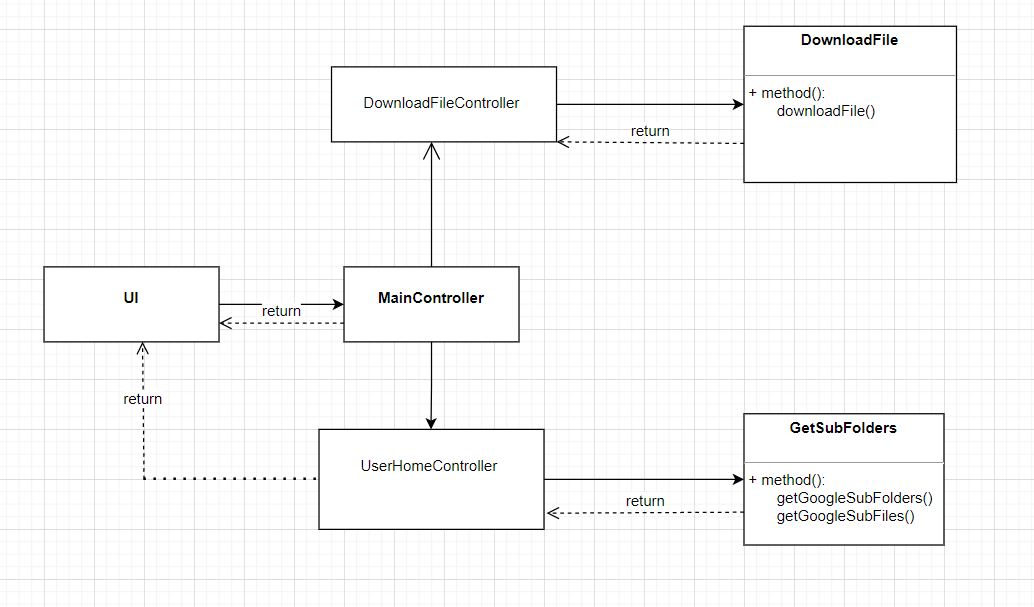 DownloadFile
DownloadFileController
+ method():
downloadFile()
return
UI
MainController
return
return
UserHomeController
GetSubFolders
+ method():
getGoogleSubFolders()
getGoogleSubFiles()
return